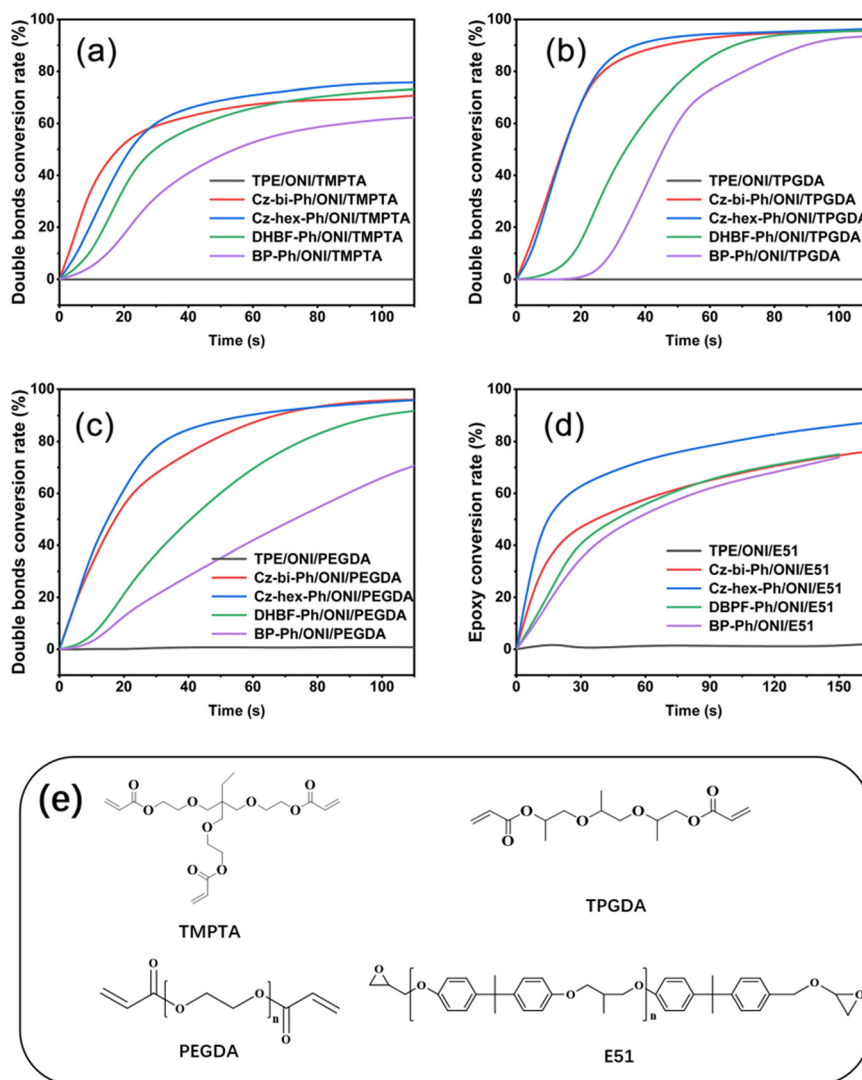 (a)
Double bonds conversion rate (%)
100
80
60
40
20
0
TPE/ONI/TMPTA
Cz-bi-Ph/ONI/TMPTA
Cz-hex-Ph/ONI/TMPTA
DHBF-Ph/ONI/TMPTA
BP-Ph/ONI/TMPTA
0 20 40 60 80 100
Time (s)
(b)
Double bonds conversion rate (%)
100
80
60
40
20
0
TPE/ONI/TPGDA
Cz-bi-Ph/ONI/TPGDA
Cz-hex-Ph/ONI/TPGDA
DHBF-Ph/ONI/TPGDA
BP-Ph/ONI/TPGDA
0 20 40 60 80 100
Time (s)
(c)
Double bonds conversion rate (%)
100
80
60
40
20
0
TPE/ONI/PEGDA
Cz-bi-Ph/ONI/PEGDA
Cz-hex-Ph/ONI/PEGDA
DHBF-Ph/ONI/PEGDA
BP-Ph/ONI/PEGDA
0 20 40 60 80 100
Time (s)
(d)
Epoxy conversion rate (%)
100
80
60
40
20
0
TPE/ONI/E51
Cz-bi-Ph/ONI/E51
Cz-hex-Ph/ONI/E51
DBPF-Ph/ONI/E51
BP-Ph/ONI/E51
0 30 60 90 120 150
Time (s)
(e)
O O O O O O
O
O O
TMPTA
O O O O
O O
TPGDA
O O O O
n
PEGDA
O O O O O O
n
E51